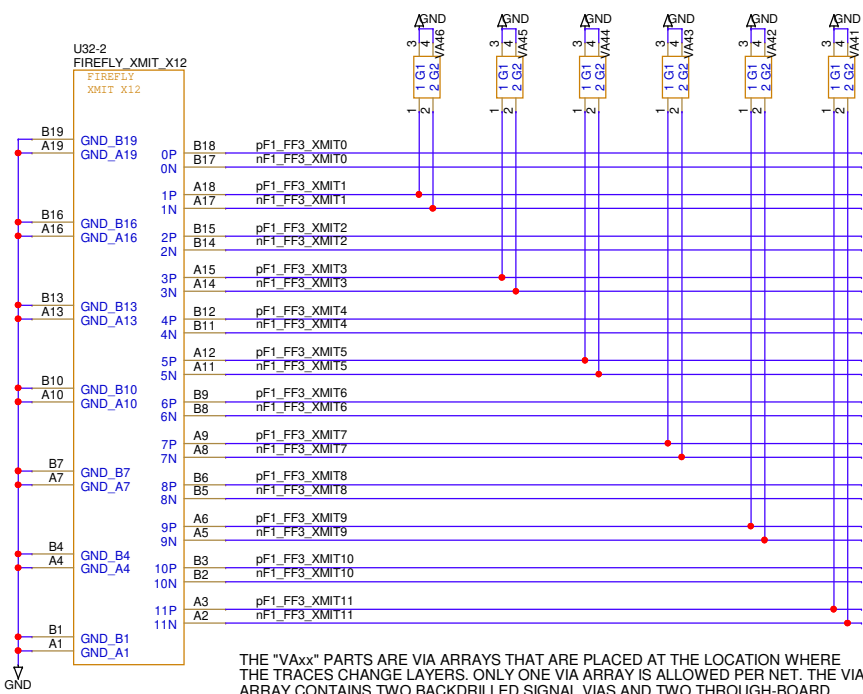 GND GND GND GND GND GND
3 4 VA46 3 4 VA45 3 4 VA44 3 4 VA43 3 4 VA42 3 4 VA41
1 G1 2 G2 1 G1 2 G2 1 G1 2 G2 1 G1 2 G2 1 G1 2 G2 1 G1 2 G2
1 2 1 2 1 2 1 2 1 2 1 2
U32-2
FIREFLY_XMIT_X12
FIREFLY
XMIT X12
B19 GND_B19
A19 GND_A19
0P B18 pF1_FF3_XMIT0
0N B17 nF1_FF3_XMIT0
1P A18 pF1_FF3_XMIT1
1N A17 nF1_FF3_XMIT1
B16 GND_B16
A16 GND_A16
2P B15 pF1_FF3_XMIT2
2N B14 nF1_FF3_XMIT2
3P A15 pF1_FF3_XMIT3
3N A14 nF1_FF3_XMIT3
B13 GND_B13
A13 GND_A13
4P B12 pF1_FF3_XMIT4
4N B11 nF1_FF3_XMIT4
5P A12 pF1_FF3_XMIT5
5N A11 nF1_FF3_XMIT5
B10 GND_B10
A10 GND_A10
6P B9 pF1_FF3_XMIT6
6N B8 nF1_FF3_XMIT6
7P A9 pF1_FF3_XMIT7
7N A8 nF1_FF3_XMIT7
B7 GND_B7
A7 GND_A7
8P B6 pF1_FF3_XMIT8
8N B5 nF1_FF3_XMIT8
9P A6 pF1_FF3_XMIT9
9N A5 nF1_FF3_XMIT9
B4 GND_B4
A4 GND_A4
10P B3 pF1_FF3_XMIT10
10N B2 nF1_FF3_XMIT10
11P A3 pF1_FF3_XMIT11
11N A2 nF1_FF3_XMIT11
B1 GND_B1
A1 GND_A1
GND
THE "VAxx" PARTS ARE VIA ARRAYS THAT ARE PLACED AT THE LOCATION WHERE
THE TRACES CHANGE LAYERS. ONLY ONE VIA ARRAY IS ALLOWED PER NET. THE VIA
ARRAY CONTAINS TWO BACKDRILLED SIGNAL VIAS AND TWO THROUGH-BOARD